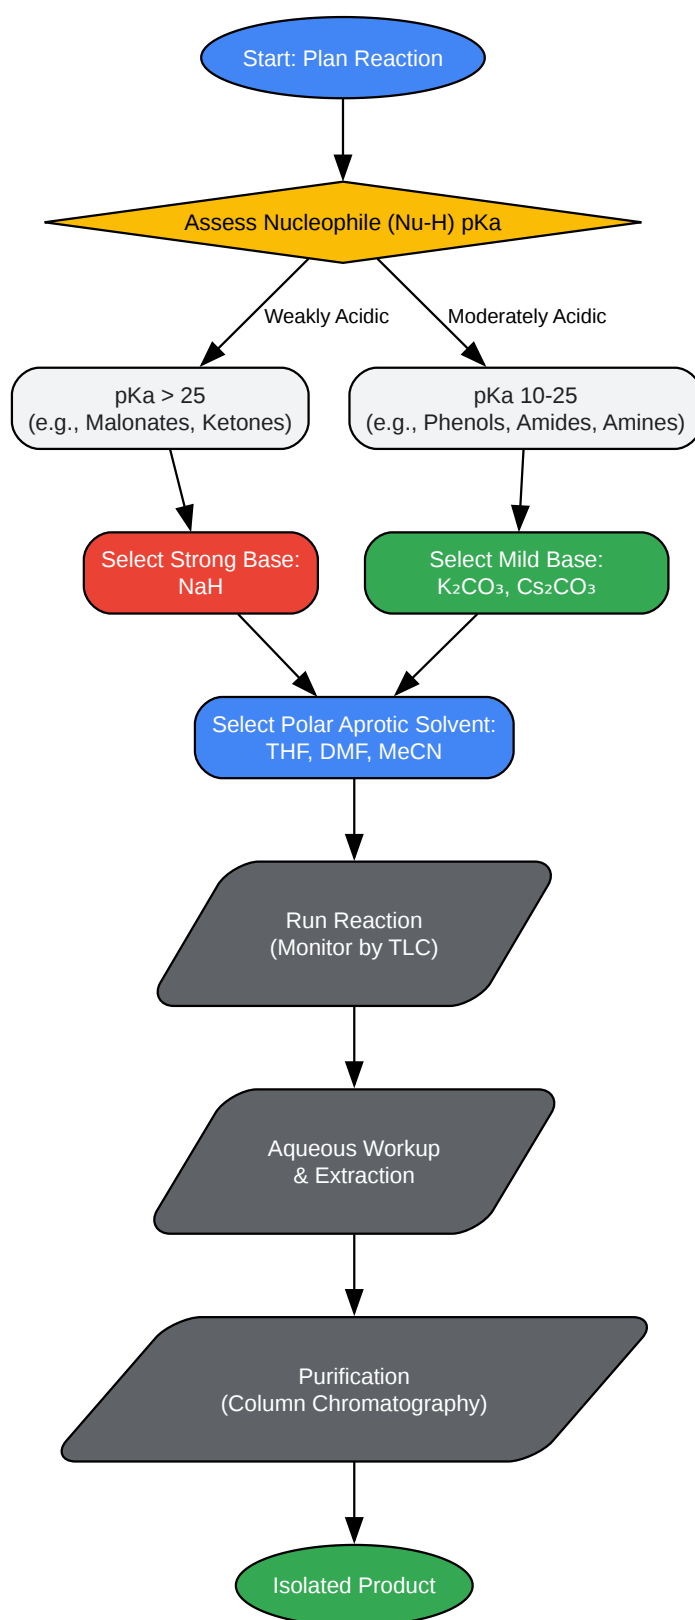 Start: Plan Reaction
Assess Nucleophile (Nu-H) pKa
Weakly Acidic
Moderately Acidic
pKa > 25
(e.g., Malonates, Ketones)
pKa 10-25
(e.g., Phenols, Amides, Amines)
Select Strong Base:
NaH
Select Mild Base:
K₂CO₃, Cs₂CO₃
Select Polar Aprotic Solvent:
THF, DMF, MeCN
Run Reaction
(Monitor by TLC)
Aqueous Workup
& Extraction
Purification
(Column Chromatography)
Isolated Product